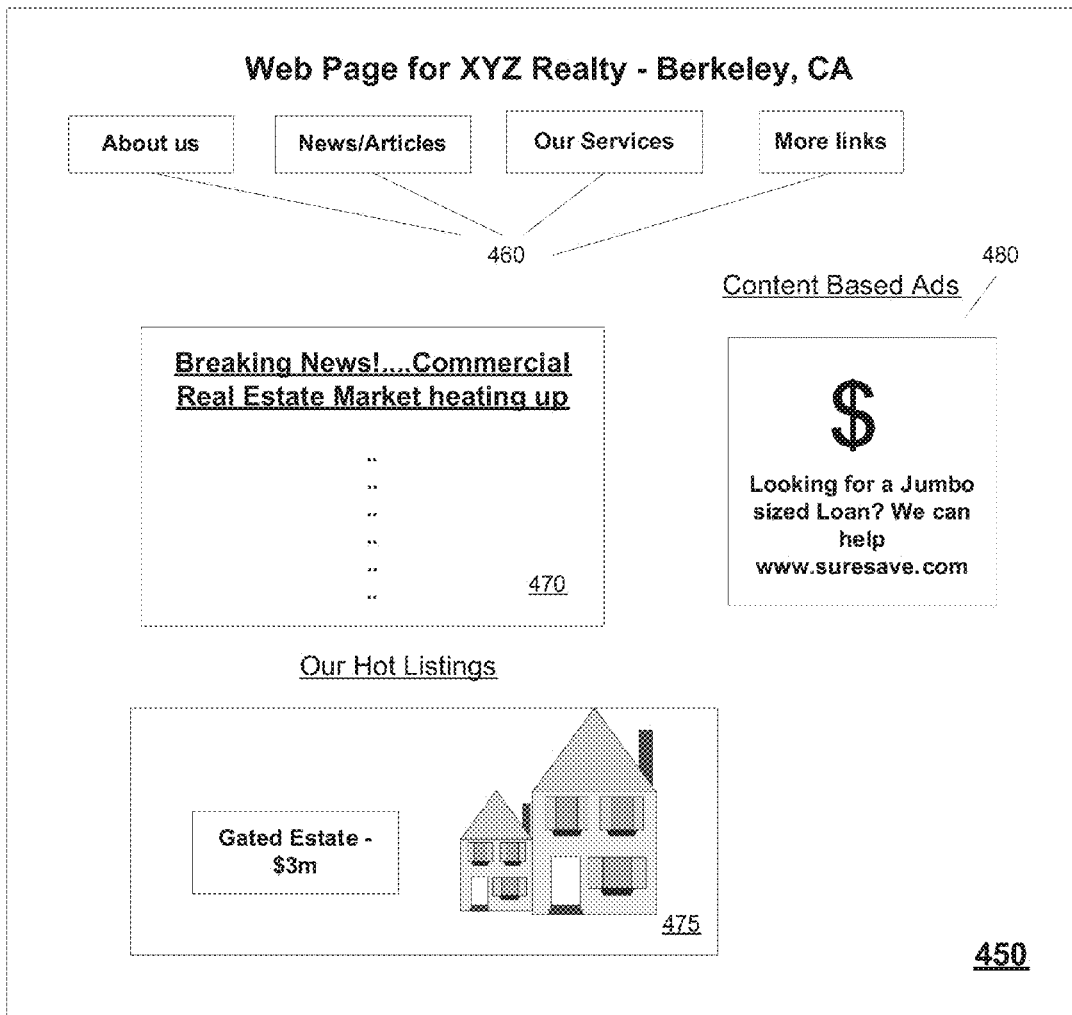 Web Page for XYZ Realty - Berkeley, CA
About us
News/Articles
Our Services
More links
460
480
Content Based Ads
Breaking News!....Commercial
Real Estate Market heating up
470
$
Looking for a Jumbo
sized Loan? We can
help
www.suresave.com
Our Hot Listings
Gated Estate -
$3m
475
450